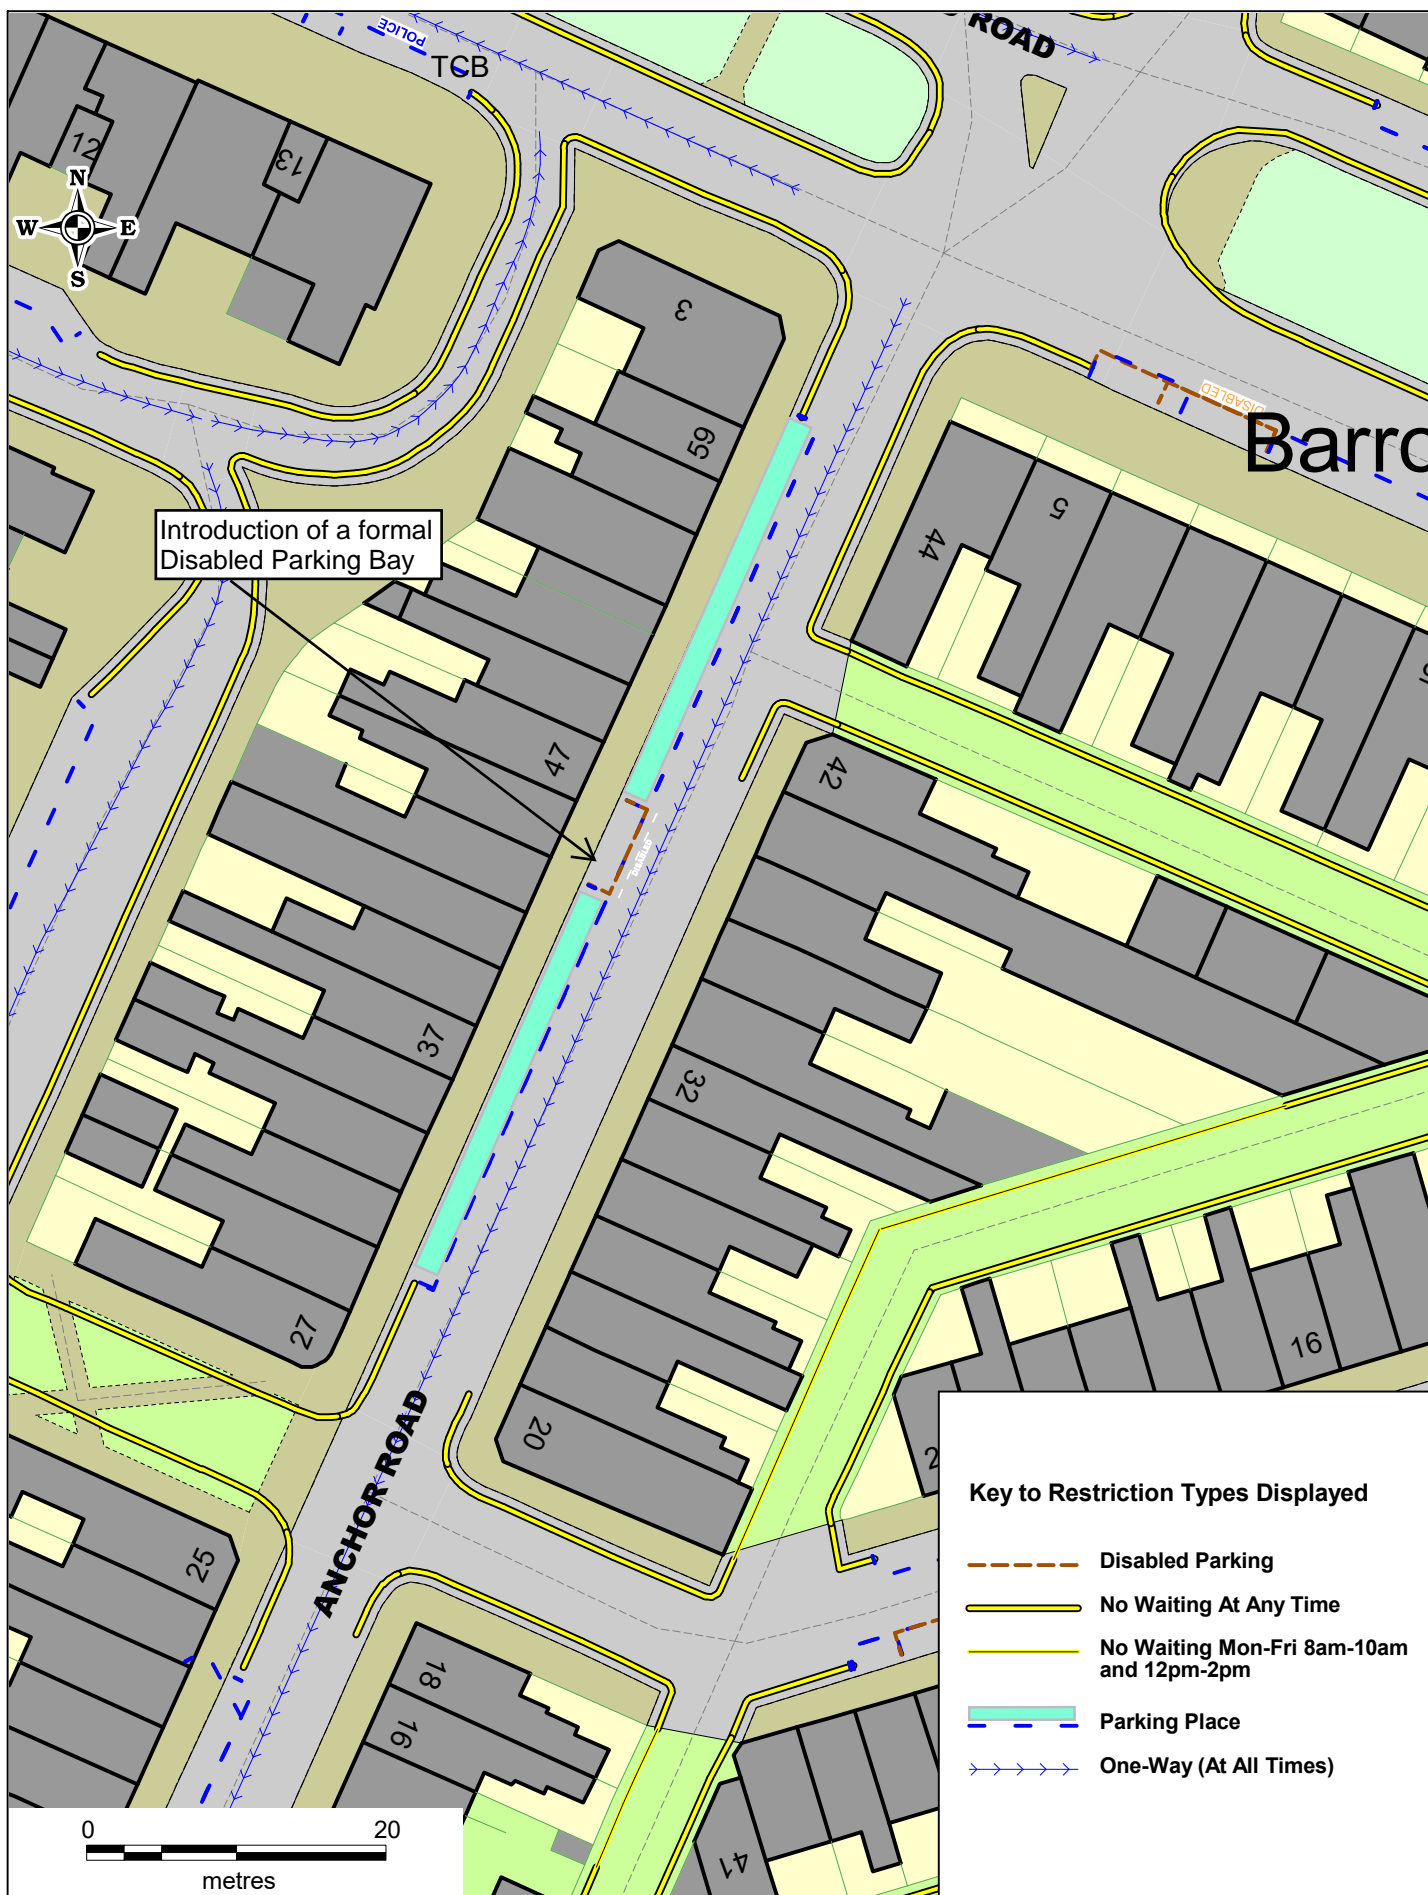 POLICE
TCB
ROAD
12
13
N
W
E
S
3
59
DISABLED
Barro
5
44
Introduction of a formal
Disabled Parking Bay
47
42
DISABLED
37
32
27
16
20
ANCHOR ROAD
25
18
16
41
Key to Restriction Types Displayed
Disabled Parking
No Waiting At Any Time
No Waiting Mon-Fri 8am-10am
and 12pm-2pm
Parking Place
One-Way (At All Times)
0
20
metres